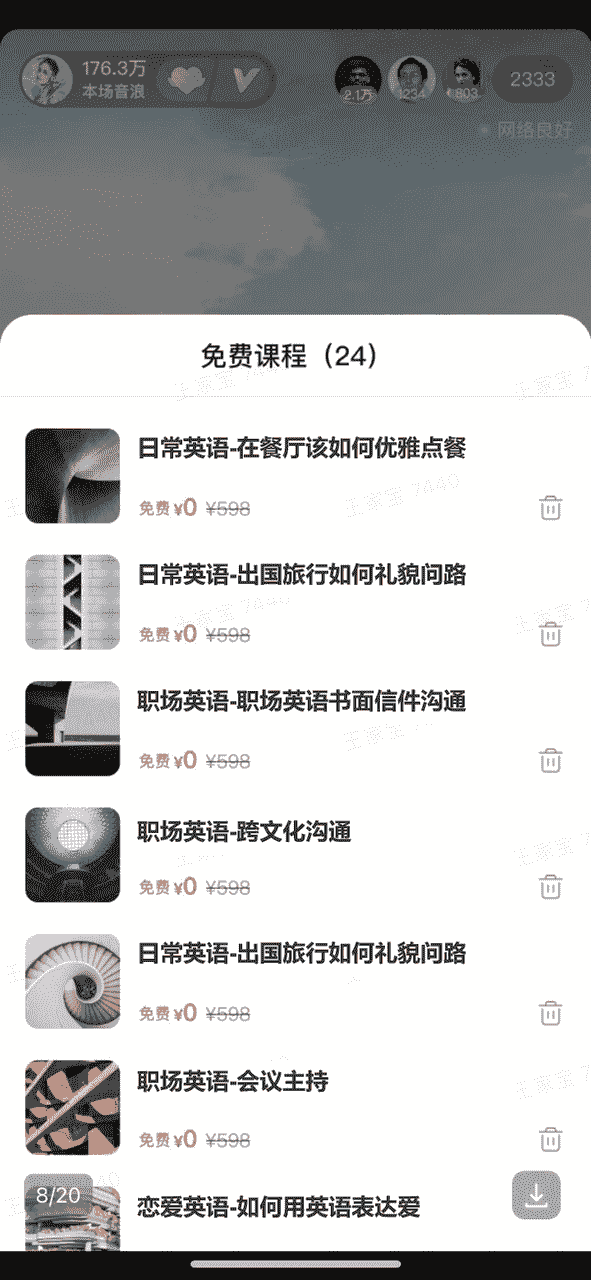 176.3万
本场音浪
2.1万
1234
803
2333
网络良好
免费课程（24）
日常英语-在餐厅该如何优雅点餐
免费 ¥0 ¥598
日常英语-出国旅行如何礼貌问路
免费 ¥0 ¥598
职场英语-职场英语书面信件沟通
免费 ¥0 ¥598
职场英语-跨文化沟通
免费 ¥0 ¥598
日常英语-出国旅行如何礼貌问路
免费 ¥0 ¥598
职场英语-会议主持
免费 ¥0 ¥598
8/20
恋爱英语-如何用英语表达爱
王家宝 7440